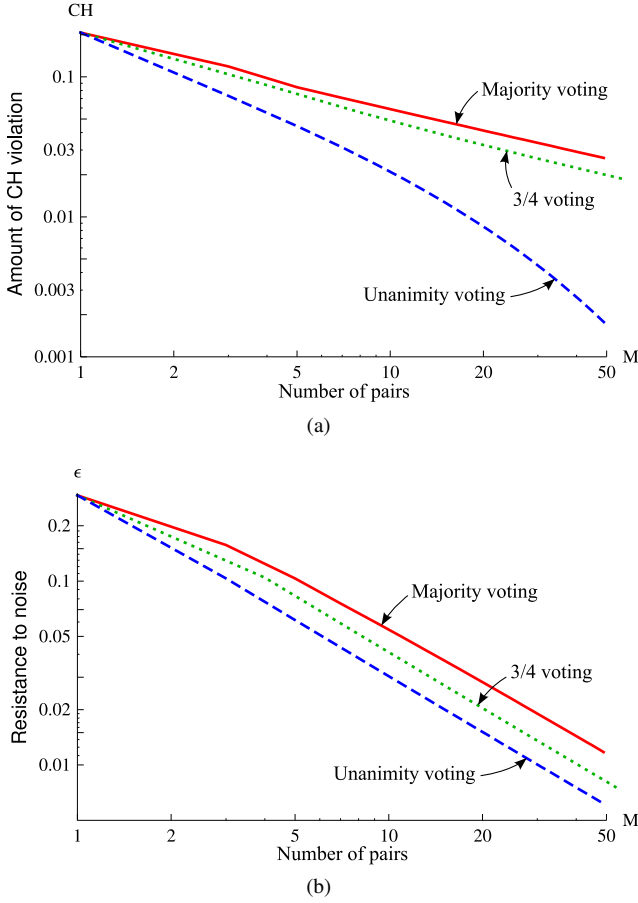 CH
0.1
0.03
0.01
0.003
0.001
Amount of CH violation
Majority voting
3/4 voting
Unanimity voting
1 2 5 10 20 50 M
Number of pairs
(a)
ϵ
0.2
0.1
0.05
0.02
0.01
Resistance to noise
Majority voting
3/4 voting
Unanimity voting
1 2 5 10 20 50 M
Number of pairs
(b)